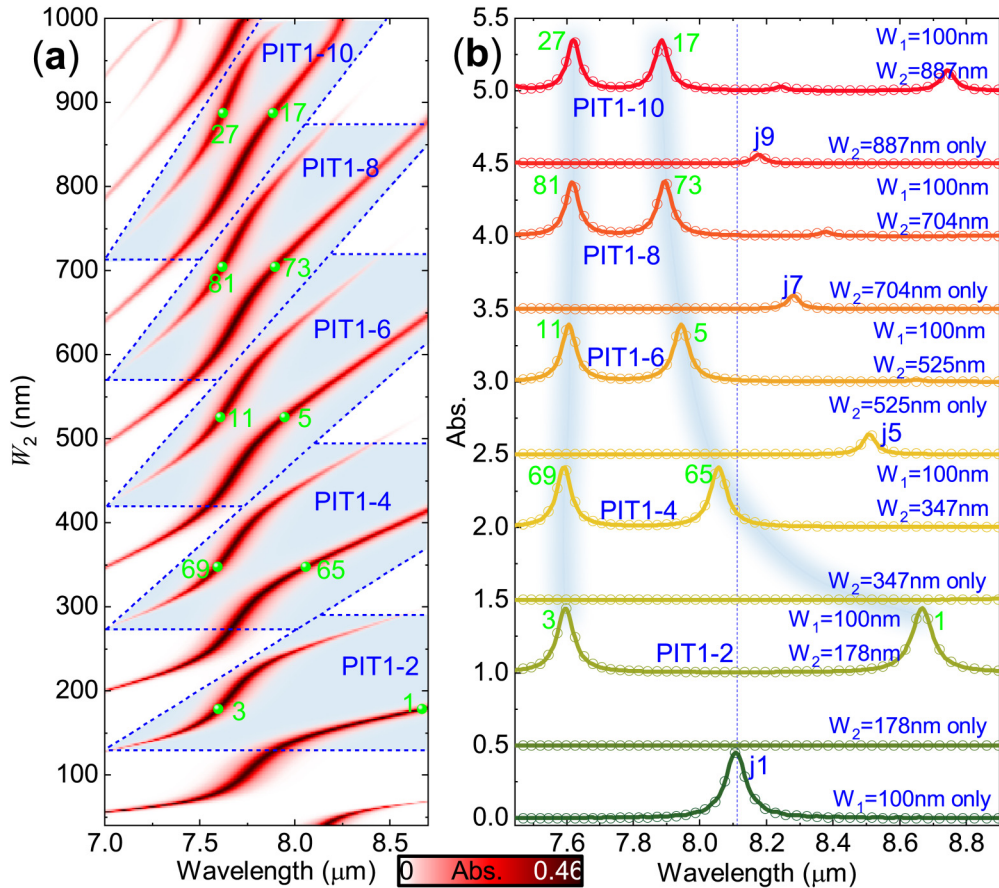 (a)
1000
900
800
700
600
500
400
300
200
100
W₂ (nm)
7.0
7.5
8.0
8.5
Wavelength (μm)
PIT1-10
27
17
PIT1-8
81
73
PIT1-6
11
5
PIT1-4
69
65
PIT1-2
3
1
0 Abs. 0.46
(b)
5.5
5.0
4.5
4.0
3.5
3.0
2.5
2.0
1.5
1.0
0.5
0.0
Abs.
27
17
W₁=100nm
W₂=887nm
PIT1-10
j9
W₂=887nm only
81
73
W₁=100nm
W₂=704nm
PIT1-8
j7
W₂=704nm only
11
5
W₁=100nm
PIT1-6
W₂=525nm
W₂=525nm only
j5
69
65
W₁=100nm
PIT1-4
W₂=347nm
W₂=347nm only
3
1
W₁=100nm
PIT1-2
W₂=178nm
W₂=178nm only
j1
W₁=100nm only
7.6
7.8
8.0
8.2
8.4
8.6
8.8
Wavelength (μm)